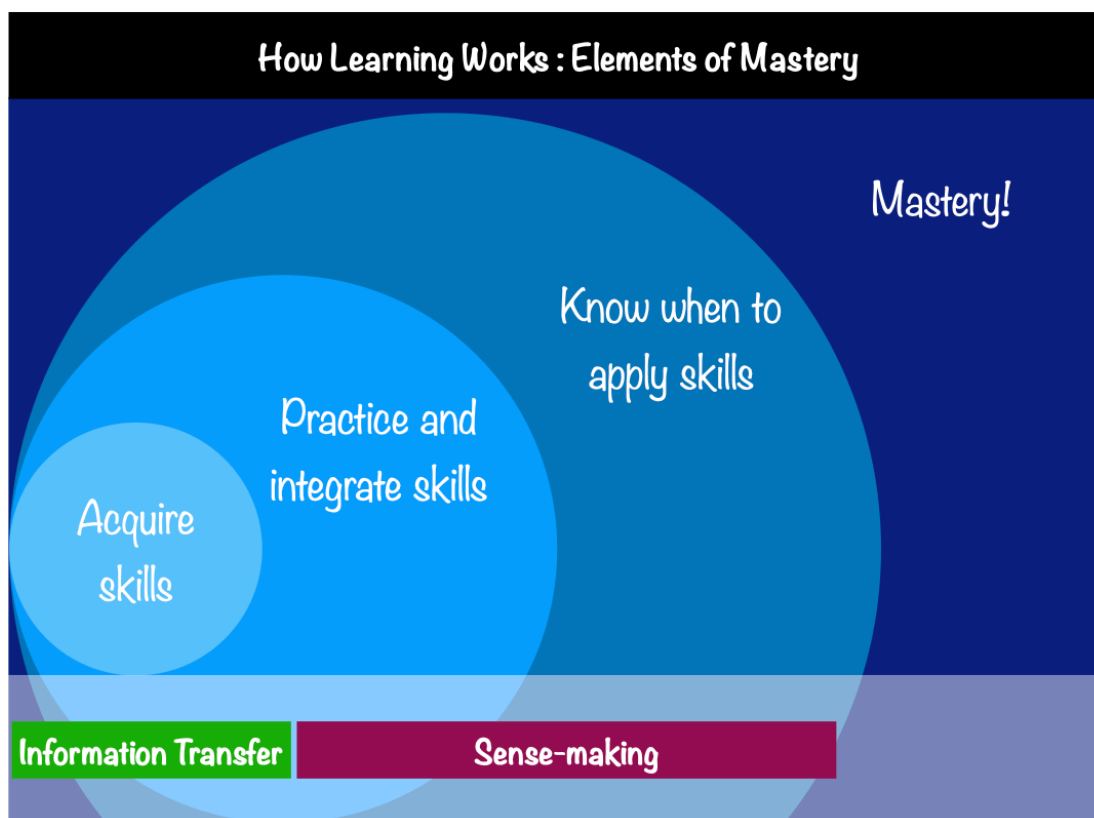 How Learning Works : Elements of Mastery
Mastery!
Know when to
apply skills
Practice and
integrate skills
Acquire
skills
Information Transfer
Sense-making